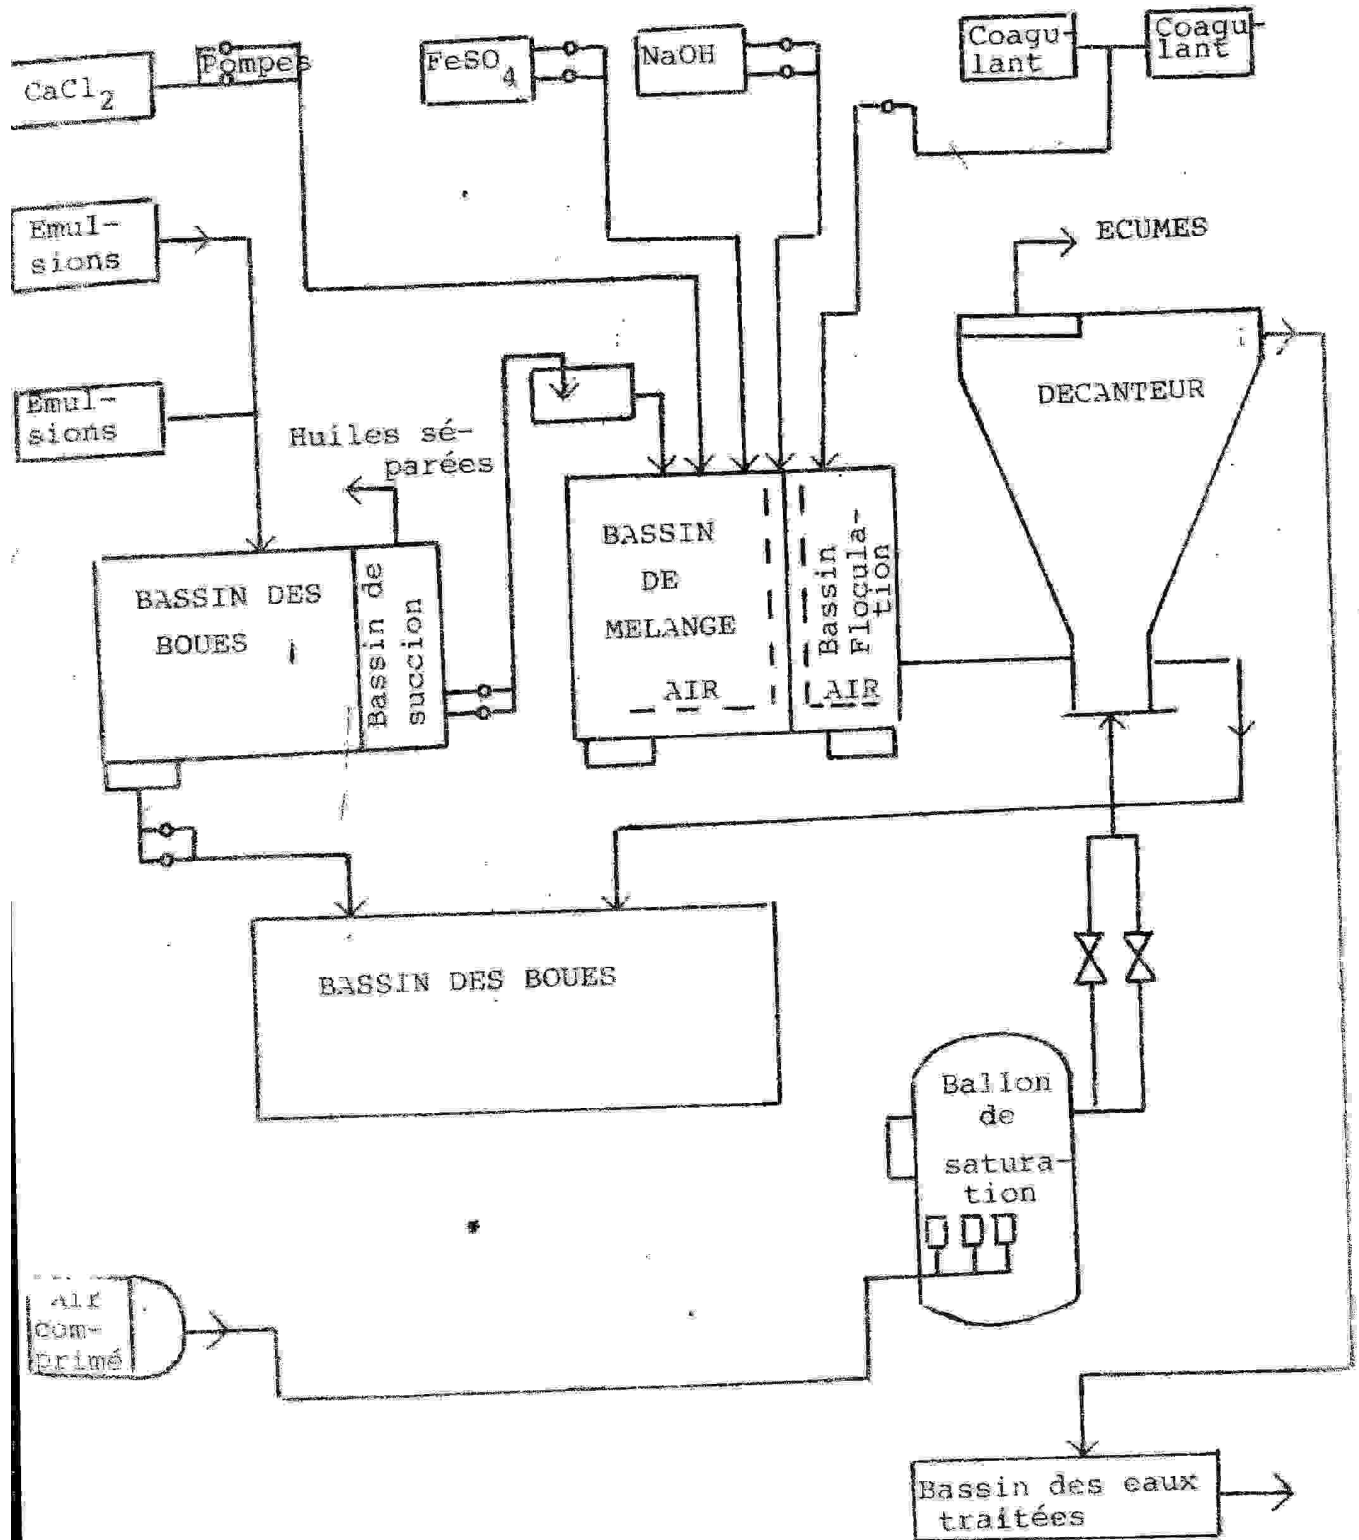 CaCl2
Pompes
FeSO4
NaOH
Coagu-
lant
Coagu-
lant
Emul-
sions
ECUMES
Emul-
sions
DECANTEUR
Huiles sé-
parées
BASSIN DES
BOUES
Bassin de
succion
BASSIN
DE
MELANGE
AIR
Bassin
Flocula-
tion
AIR
BASSIN DES BOUES
Ballon
de
satura-
tion
Air
com-
primé
Bassin des eaux
traitées